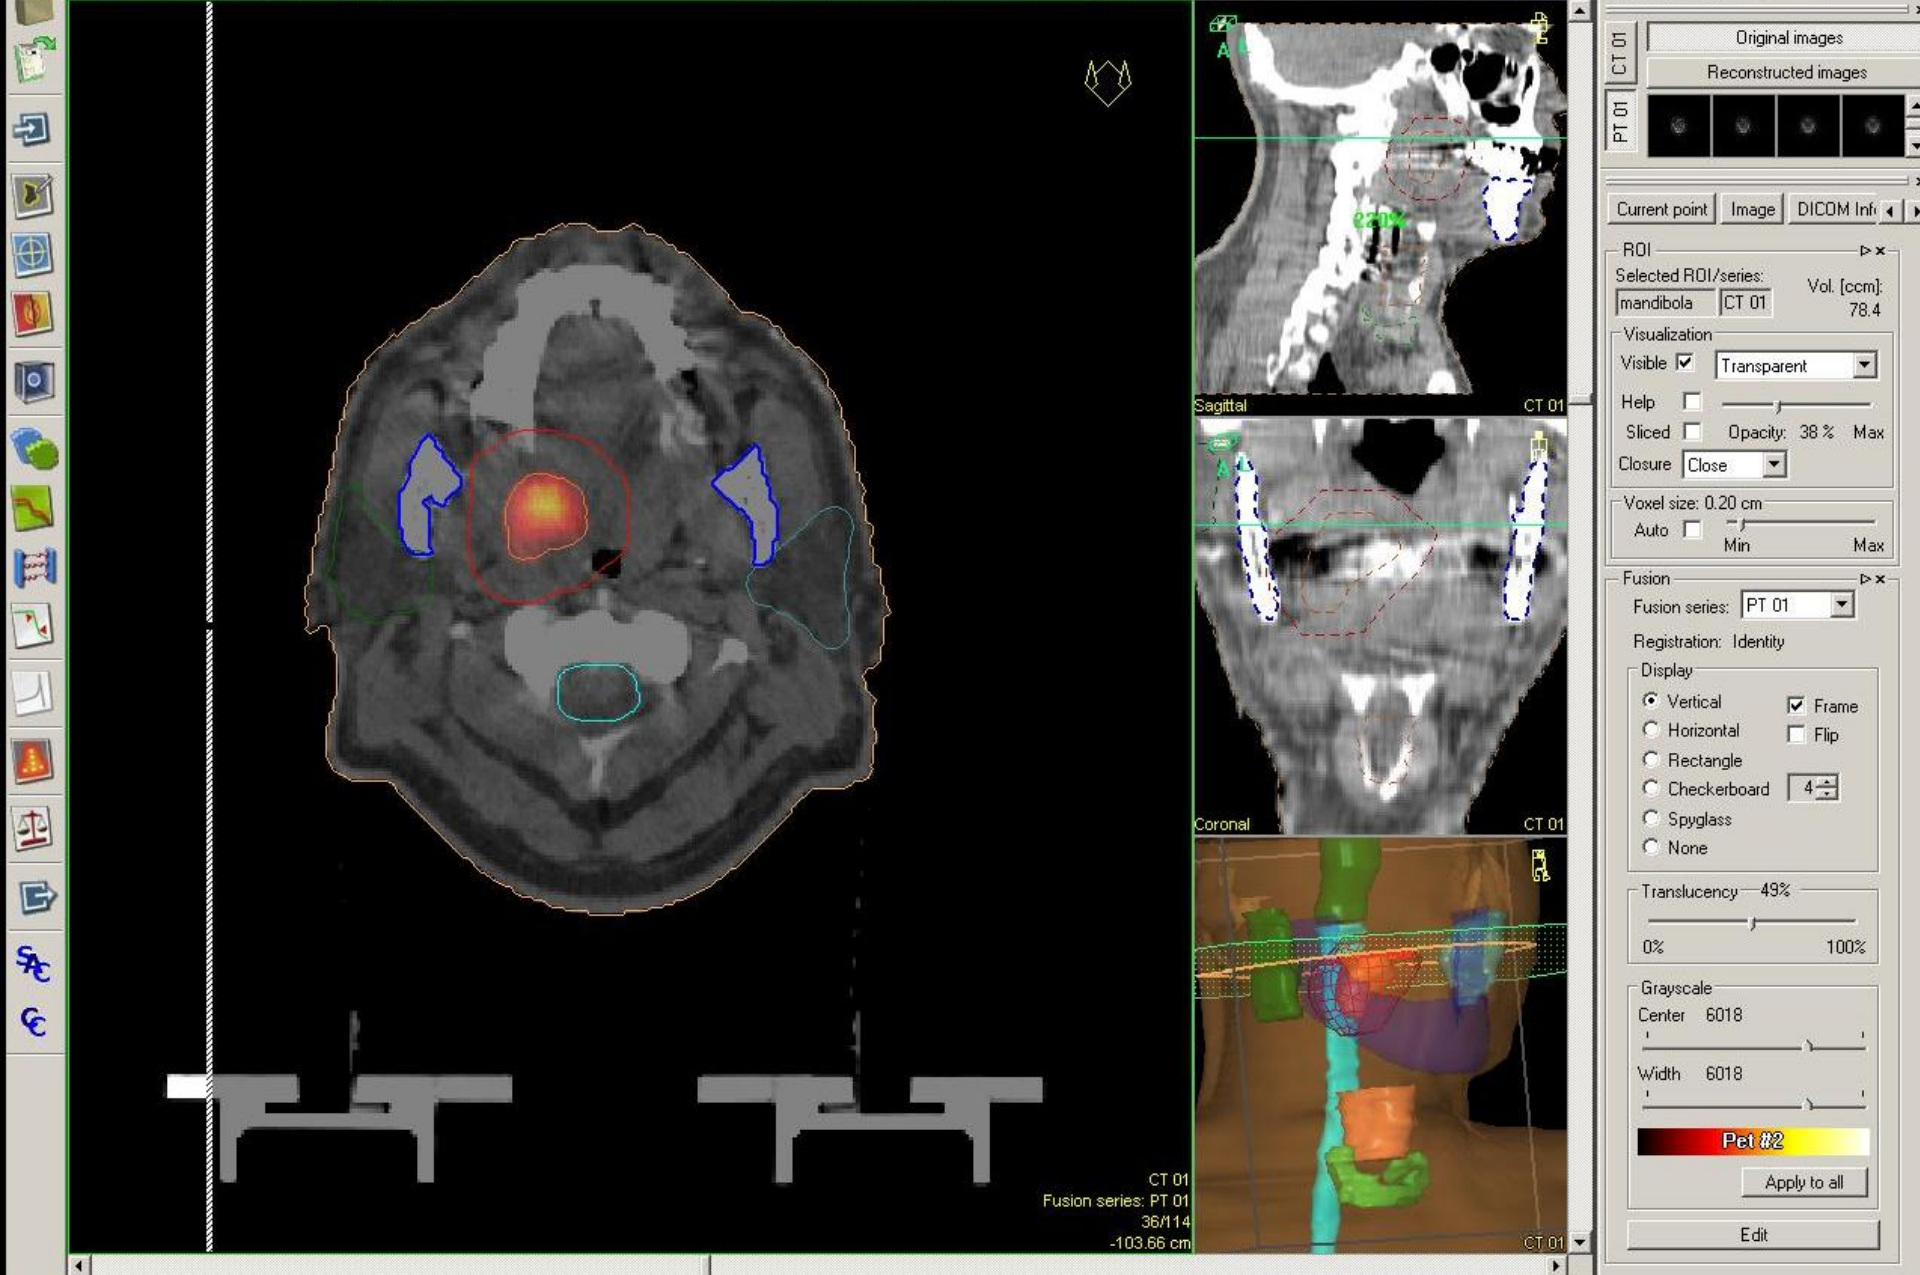 CT 01
Fusion series: PT 01
36/114
-103.66 cm
A
220%
Sagittal
CT 01
A
Coronal
CT 01
CT 01
CT 01
PT 01
Original images
Reconstructed images
Current point
Image
DICOM Inf
ROI
Selected ROI/series:
Vol. [ccm]:
mandibola
CT 01
78.4
Visualization
Visible
Transparent
Help
Sliced
Opacity: 38 % Max
Closure
Close
Voxel size: 0.20 cm
Auto
Min
Max
Fusion
Fusion series:
PT 01
Registration: Identity
Display
Vertical
Frame
Horizontal
Flip
Rectangle
Checkerboard
4
Spyglass
None
Translucency 49%
0%
100%
Grayscale
Center 6018
Width 6018
Pet #2
Apply to all
Edit